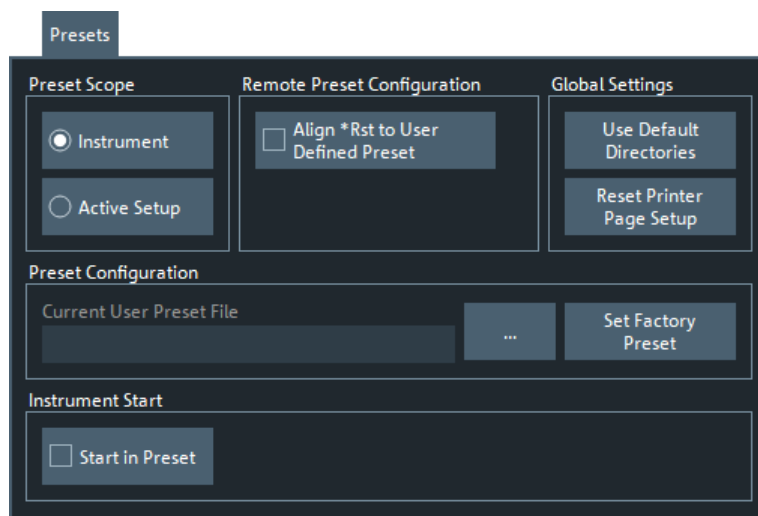 Presets
Preset Scope
Remote Preset Configuration
Global Settings
Instrument
Align *Rst to User
Defined Preset
Use Default
Directories
Active Setup
Reset Printer
Page Setup
Preset Configuration
Current User Preset File
...
Set Factory
Preset
Instrument Start
Start in Preset